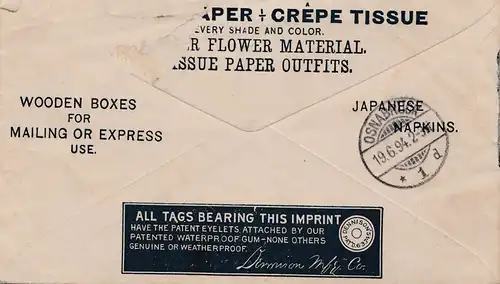 APER & CRÊPE TISSUE
EVERY SHADE AND COLOR.
R FLOWER MATERIAL.
ISSUE PAPER OUTFITS.
WOODEN BOXES
FOR
MAILING OR EXPRESS
USE.
JAPANESE
NAPKINS.
19.6.94.2-
* 1 d
ALL TAGS BEARING THIS IMPRINT
HAVE THE PATENT EYELETS, ATTACHED BY OUR
PATENTED WATERPROOF GUM-NONE OTHERS
GENUINE OR WEATHERPROOF.
Dennison Mfg. Co.